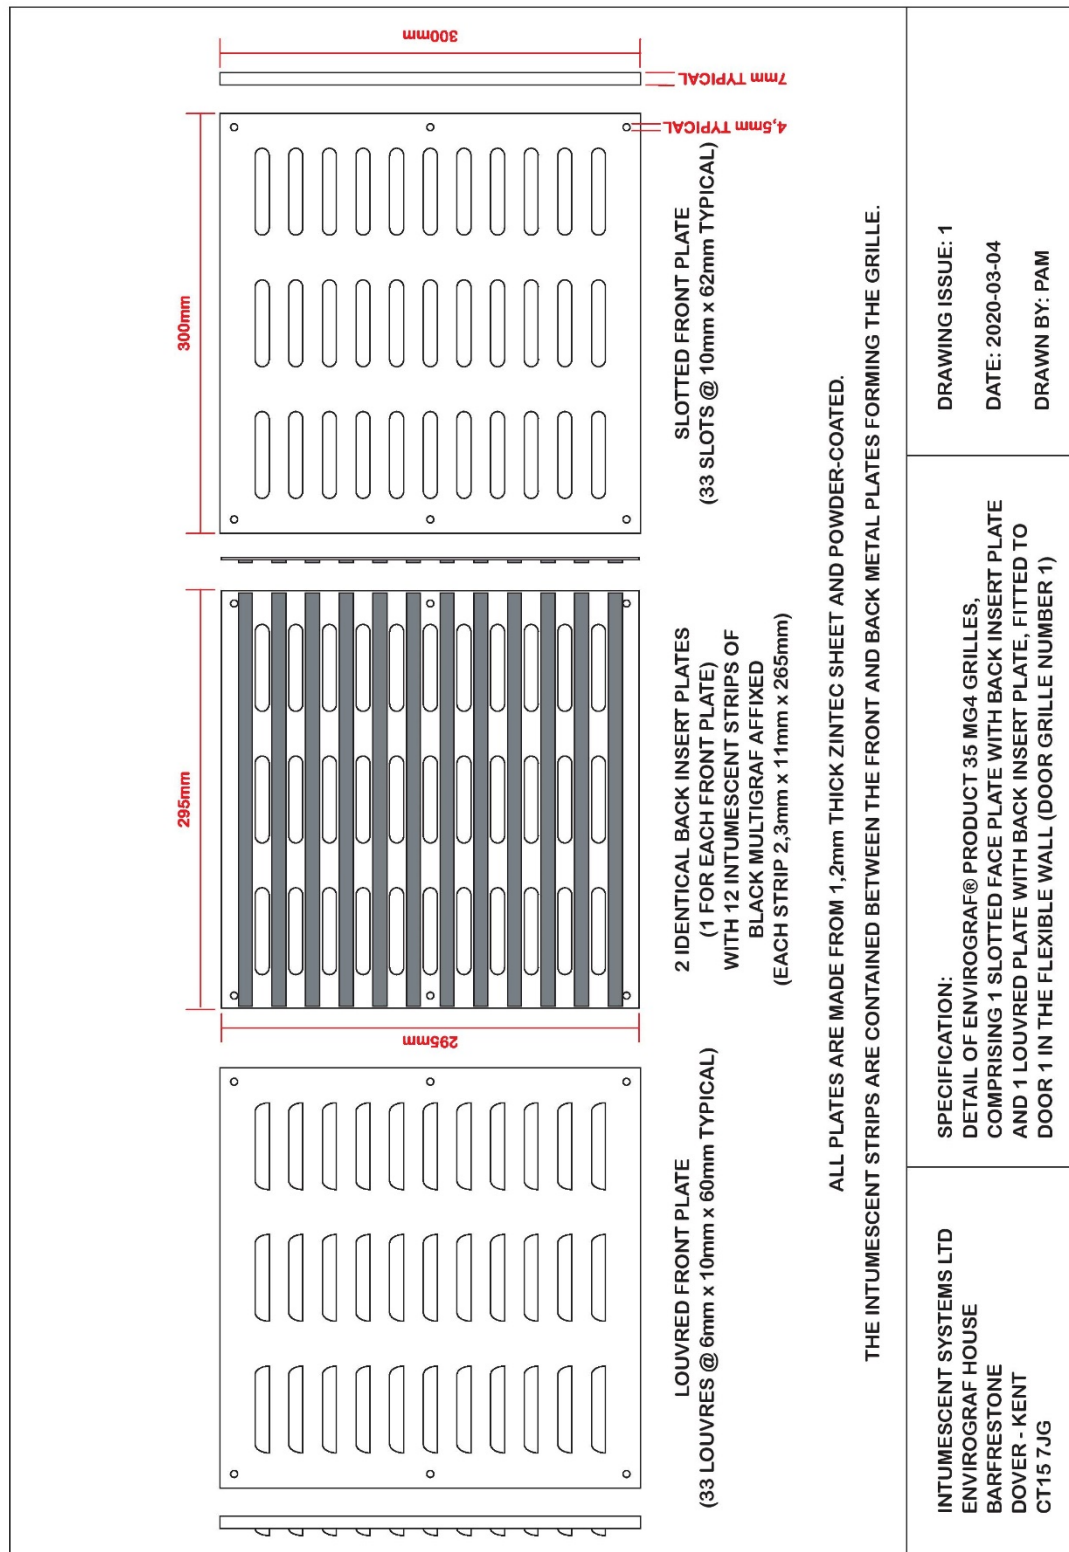 300mm
7mm TYPICAL
4,5mm TYPICAL
300mm
295mm
295mm
LOUVRED FRONT PLATE
(33 LOUVRES @ 6mm x 10mm x 60mm TYPICAL)
2 IDENTICAL BACK INSERT PLATES
(1 FOR EACH FRONT PLATE)
WITH 12 INTUMESCENT STRIPS OF
BLACK MULTIGRAF AFFIXED
(EACH STRIP 2,3mm x 11mm x 265mm)
SLOTTED FRONT PLATE
(33 SLOTS @ 10mm x 62mm TYPICAL)
ALL PLATES ARE MADE FROM 1,2mm THICK ZINTEC SHEET AND POWDER-COATED.
THE INTUMESCENT STRIPS ARE CONTAINED BETWEEN THE FRONT AND BACK METAL PLATES FORMING THE GRILLE.
INTUMESCENT SYSTEMS LTD
ENVIROGRAF HOUSE
BARFRESTONE
DOVER - KENT
CT15 7JG
SPECIFICATION:
DETAIL OF ENVIROGRAF® PRODUCT 35 MG4 GRILLES,
COMPRISING 1 SLOTTED FACE PLATE WITH BACK INSERT PLATE
AND 1 LOUVRED PLATE WITH BACK INSERT PLATE, FITTED TO
DOOR 1 IN THE FLEXIBLE WALL (DOOR GRILLE NUMBER 1)
DRAWING ISSUE: 1
DATE: 2020-03-04
DRAWN BY: PAM